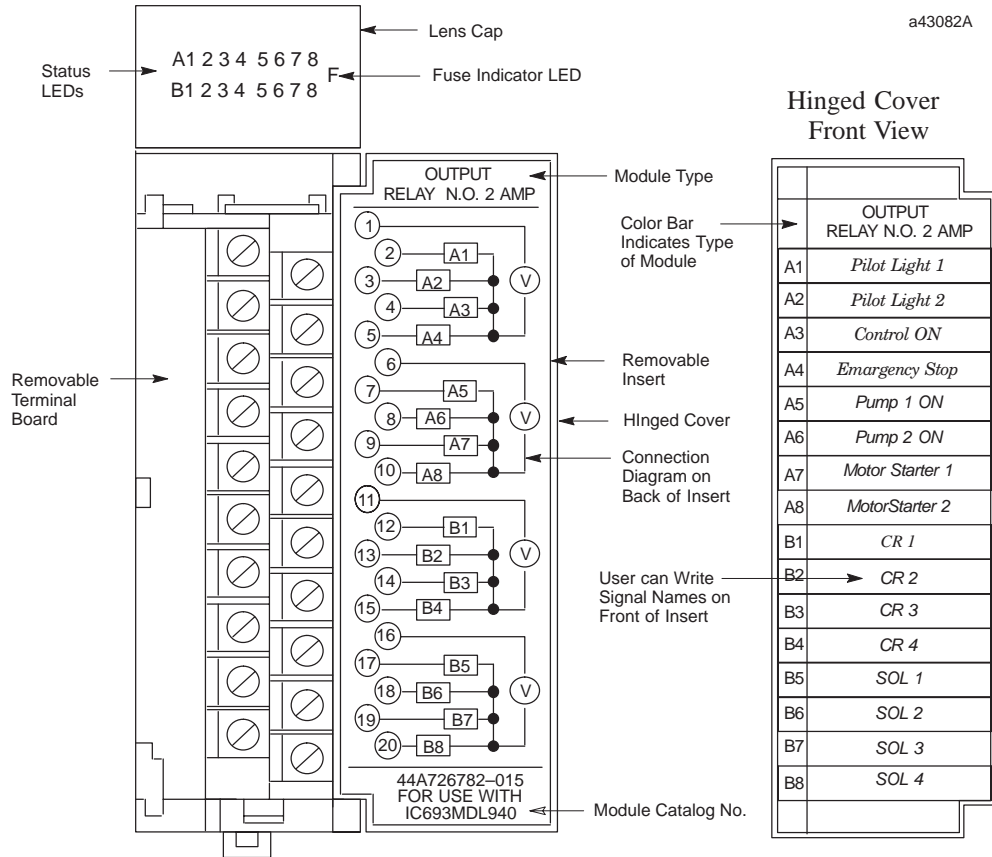 a43082A
A1 2 3 4 5 6 7 8
B1 2 3 4 5 6 7 8
F
Lens Cap
Status
LEDs
Fuse Indicator LED
Hinged Cover
Front View
OUTPUT
RELAY N.O. 2 AMP
Module Type
1
2 A1
3 A2
V
4 A3
5 A4
6
7 A5
8 A6
V
9 A7
10 A8
11
12 B1
13 B2
V
14 B3
15 B4
16
17 B5
18 B6
V
19 B7
20 B8
44A726782–015
FOR USE WITH
IC693MDL940
Removable
Terminal
Board
Removable
Insert
HInged Cover
Connection
Diagram on
Back of Insert
Module Catalog No.
Color Bar
Indicates Type
of Module
User can Write
Signal Names on
Front of Insert
OUTPUT
RELAY N.O. 2 AMP
A1 Pilot Light 1
A2 Pilot Light 2
A3 Control ON
A4 Emargency Stop
A5 Pump 1 ON
A6 Pump 2 ON
A7 Motor Starter 1
A8 MotorStarter 2
B1 CR 1
B2 CR 2
B3 CR 3
B4 CR 4
B5 SOL 1
B6 SOL 2
B7 SOL 3
B8 SOL 4